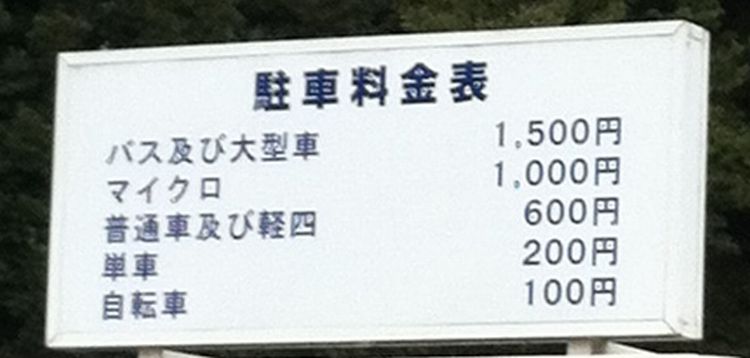 駐車料金表
バス及び大型車 1,500円
マイクロ 1,000円
普通車及び軽四 600円
単車 200円
自転車 100円